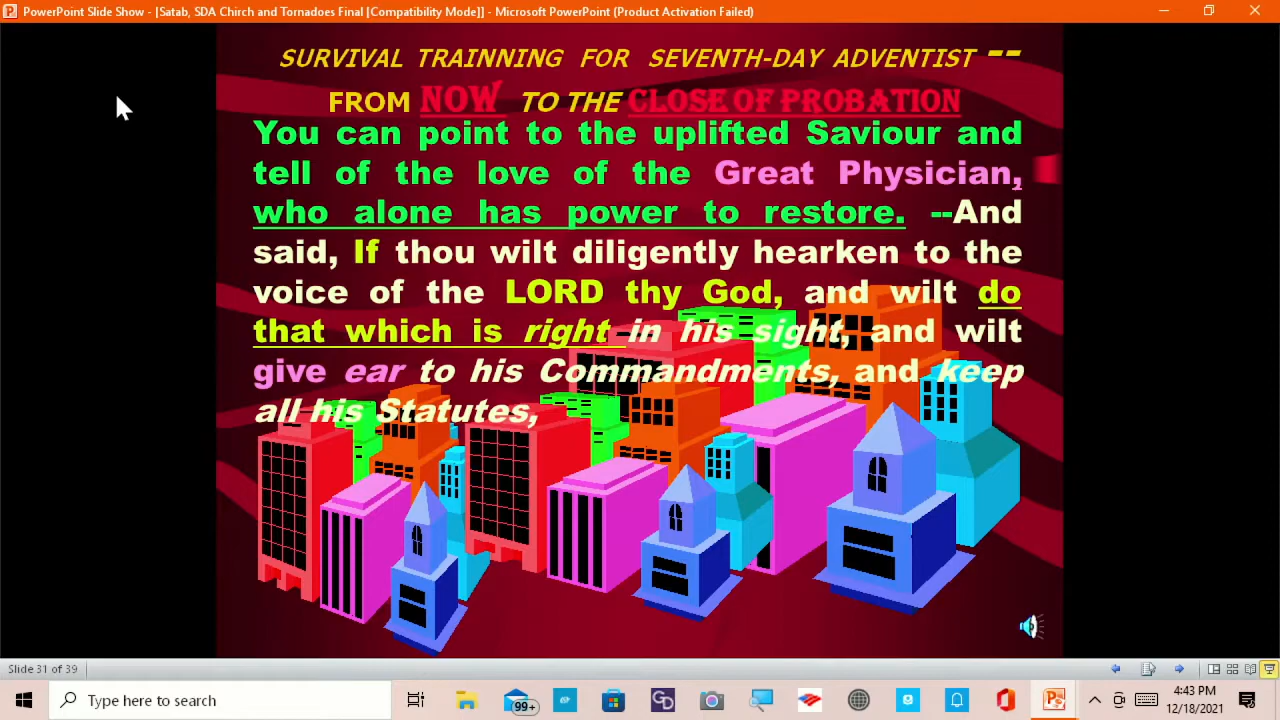 PowerPoint Slide Show - [Satab, SDA Chirch and Tornadoes Final [Compatibility Mode]] - Microsoft PowerPoint (Product Activation Failed)
SURVIVAL TRAINNING FOR SEVENTH-DAY ADVENTIST --
FROM NOW TO THE CLOSE OF PROBATION
You can point to the uplifted Saviour and
tell of the love of the Great Physician,
who alone has power to restore. --And
said, If thou wilt diligently hearken to the
voice of the LORD thy God, and wilt do
that which is right in his sight, and wilt
give ear to his Commandments, and keep
all his Statutes,
Slide 31 of 39
Type here to search
99+
GD
4:43 PM
12/18/2021